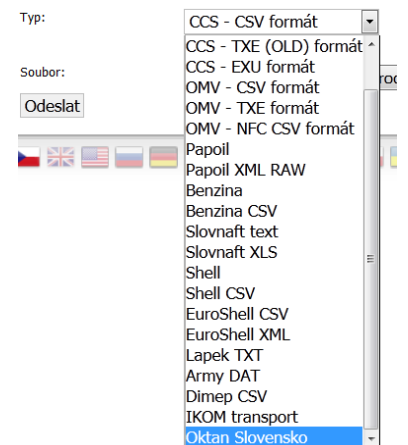 Typ:
CCS - CSV formát
CCS - TXE (OLD) formát
Soubor:
CCS - EXU formát
OMV - CSV formát
Odeslat
OMV - TXE formát
OMV - NFC CSV formát
Papoil
Papoil XML RAW
Benzina
Benzina CSV
Slovnaft text
Slovnaft XLS
Shell
Shell CSV
EuroShell CSV
EuroShell XML
Lapek TXT
Army DAT
Dimep CSV
IKOM transport
Oktan Slovensko